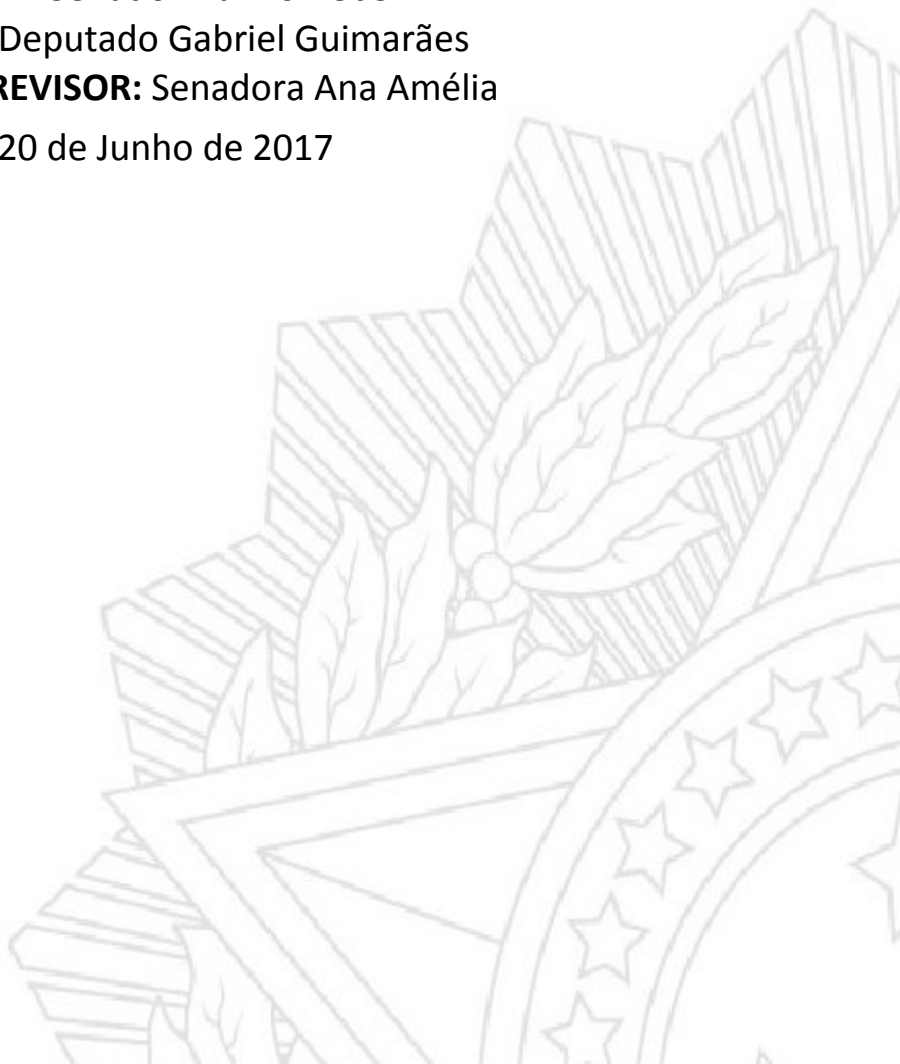 Deputado Gabriel Guimarães
REVISOR: Senadora Ana Amélia
20 de Junho de 2017